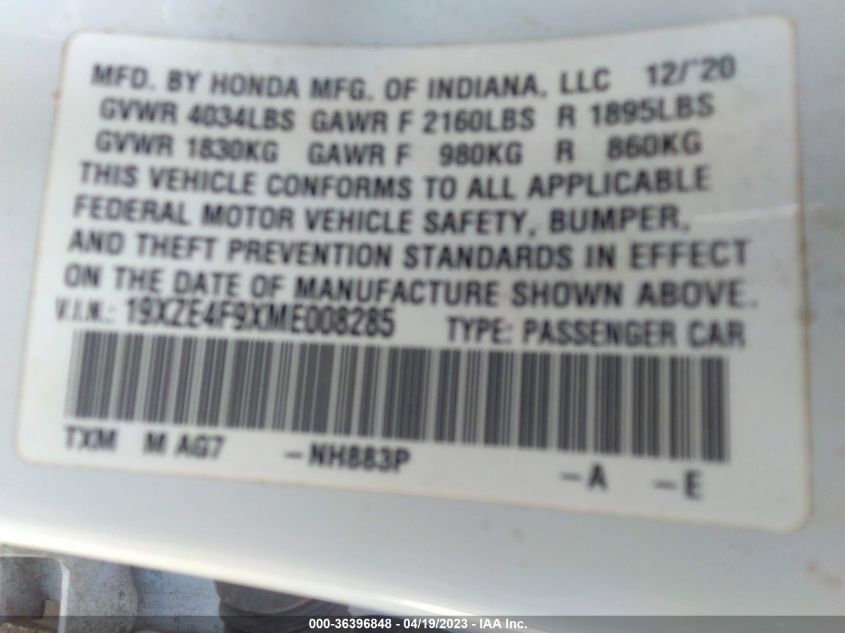 MFD. BY HONDA MFG. OF INDIANA, LLC 12/'20
GVWR 4034LBS GAWR F 2160LBS R 1895LBS
GVWR 1830KG GAWR F 980KG R 860KG
THIS VEHICLE CONFORMS TO ALL APPLICABLE
FEDERAL MOTOR VEHICLE SAFETY, BUMPER,
AND THEFT PREVENTION STANDARDS IN EFFECT
ON THE DATE OF MANUFACTURE SHOWN ABOVE.
V.I.N.: 19XZE4F9XME008285 TYPE: PASSENGER CAR
TXM M AG7 -NH883P -A -E
000-36396848 - 04/19/2023 - IAA Inc.